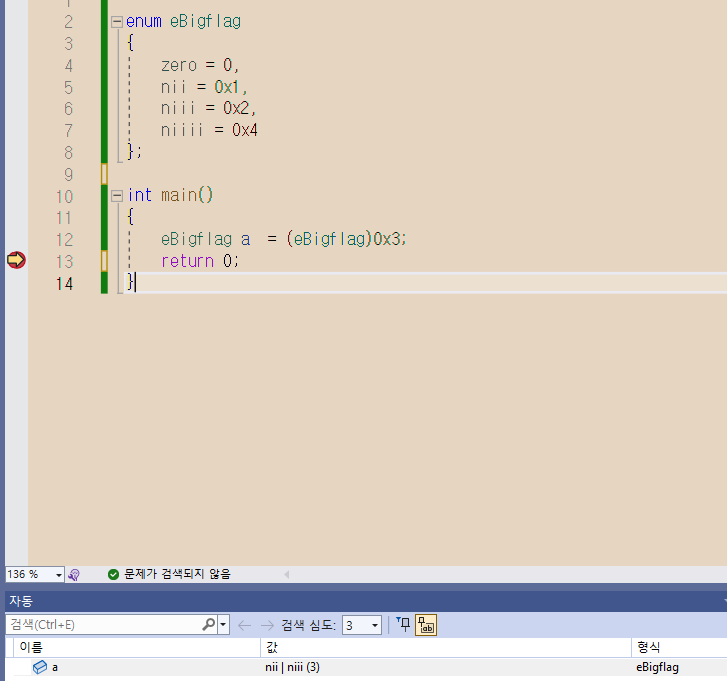 1
2 enum eBigflag
3 {
4 zero = 0,
5 nii = 0x1,
6 niii = 0x2,
7 niiii = 0x4
8 };
9
10 int main()
11 {
12 eBigflag a  = (eBigflag)0x3;
13 return 0;
14 }
136 % 문제가 검색되지 않음
자동
검색(Ctrl+E) 검색 심도: 3
이름 값 형식
a nii | niii (3) eBigflag